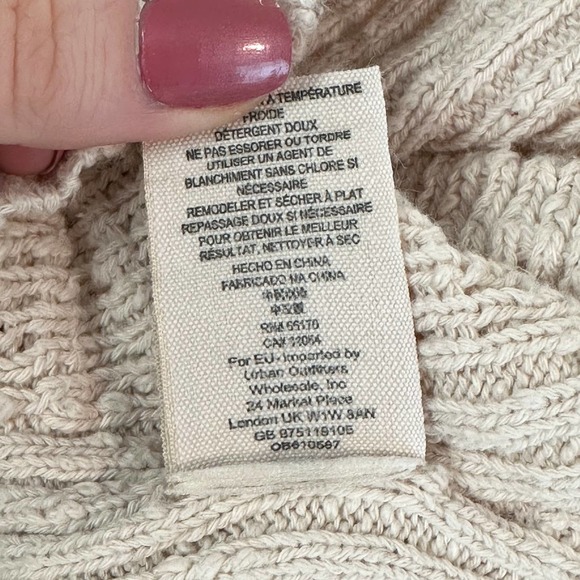 À TEMPÉRATURE
FROIDE
DÉTERGENT DOUX
NE PAS ESSORER OU TORDRE
UTILISER UN AGENT DE
BLANCHIMENT SANS CHLORE SI
NÉCESSAIRE
REMODELER ET SÉCHER À PLAT
REPASSAGE DOUX SI NÉCESSAIRE
POUR OBTENIR LE MEILLEUR
RÉSULTAT, NETTOYER À SEC
HECHO EN CHINA
FABRICADO NA CHINA
RN# 66170
CA# 32054
For EU - Imported by
Urban Outfitters
Wholesale, Inc
24 Market Place
London UK W1W 8AN
GB 875119105